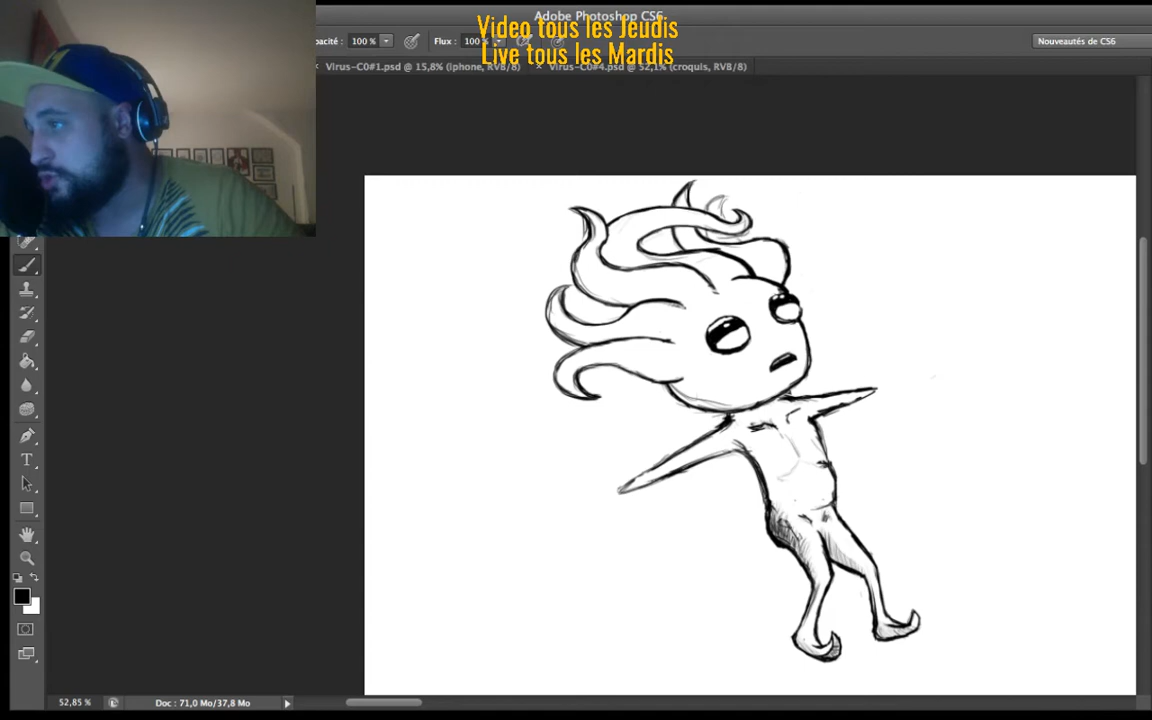 Adobe Photoshop CS6
Video tous les Jeudis
Live tous les Mardis
pacité: 100 %
Flux: 100 %
Nouveautés de CS6
Virus-C0#1.psd @ 15,8% (iphone, RVB/8)
Virus-C0#4.psd @ 52,1% (croquis, RVB/8)
T
52,85 %
Doc : 71,0 Mo/37,8 Mo